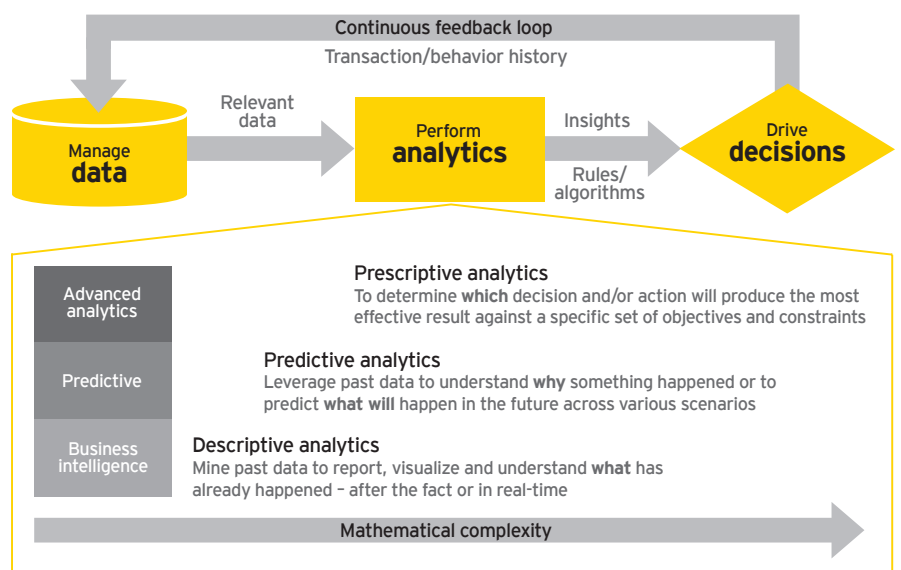 Continuous feedback loop
Transaction/behavior history
Manage
data
Relevant
data
Perform
analytics
Insights
Rules/
algorithms
Drive
decisions
Advanced
analytics
Prescriptive analytics
To determine which decision and/or action will produce the most
effective result against a specific set of objectives and constraints
Predictive
Predictive analytics
Leverage past data to understand why something happened or to
predict what will happen in the future across various scenarios
Business
intelligence
Descriptive analytics
Mine past data to report, visualize and understand what has
already happened – after the fact or in real-time
Mathematical complexity